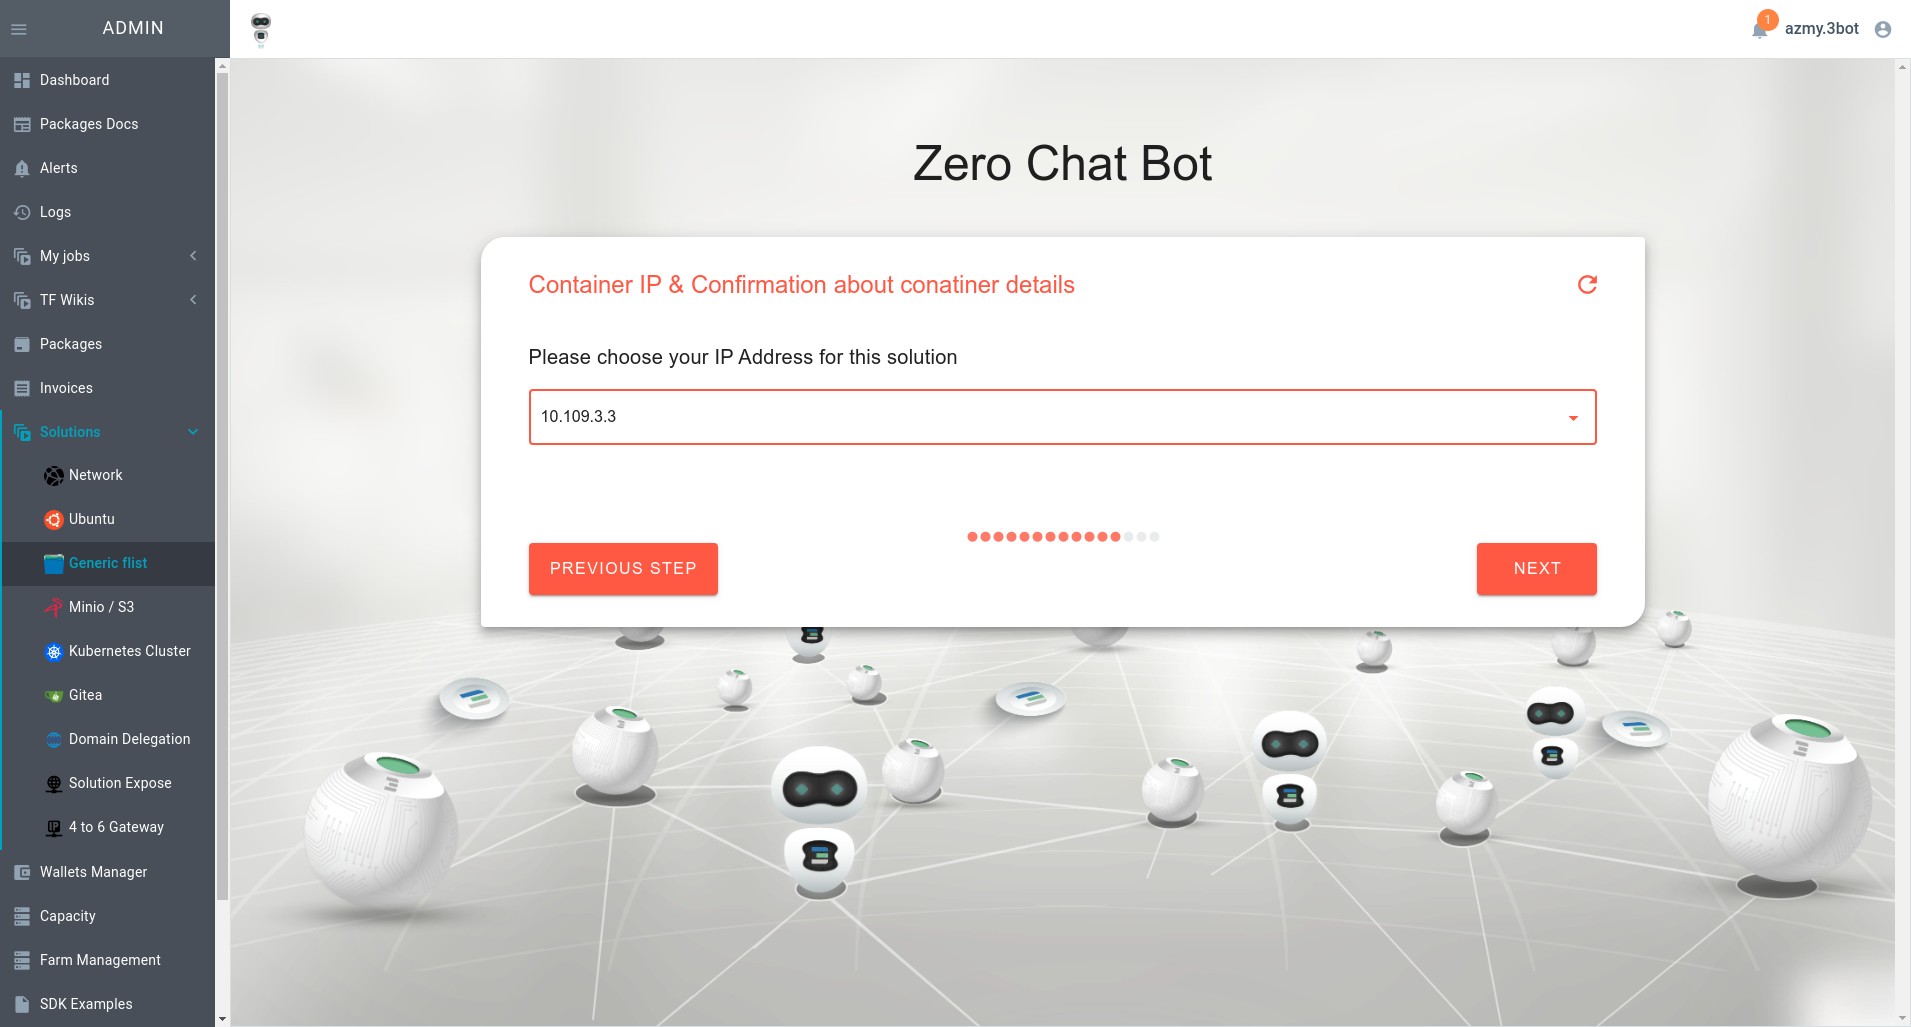 ADMIN
1
azmy.3bot
Dashboard
Packages Docs
Alerts
Logs
My jobs
TF Wikis
Packages
Invoices
Solutions
Network
Ubuntu
Generic flist
Minio / S3
Kubernetes Cluster
Gitea
Domain Delegation
Solution Expose
4 to 6 Gateway
Wallets Manager
Capacity
Farm Management
SDK Examples
Zero Chat Bot
Container IP & Confirmation about conatiner details
Please choose your IP Address for this solution
10.109.3.3
PREVIOUS STEP
NEXT